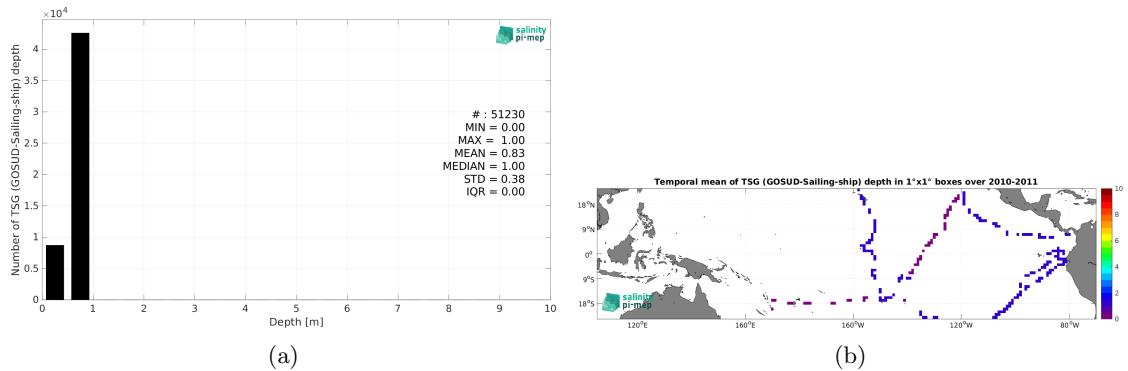 ×10⁴
4
3.5
3
2.5
2
1.5
1
0.5
0
Number of TSG (GOSUD-Sailing-ship) depth
salinity
pi-mep
# : 51230
MIN = 0.00
MAX = 1.00
MEAN = 0.83
MEDIAN = 1.00
STD = 0.38
IQR = 0.00
0 1 2 3 4 5 6 7 8 9 10
Depth [m]
(a)
Temporal mean of TSG (GOSUD-Sailing-ship) depth in 1°x1° boxes over 2010-2011
18°N
9°N
0°
9°S
18°S
salinity
pi-mep
120°E 160°E 160°W 120°W 80°W
10
8
6
4
2
0
(b)